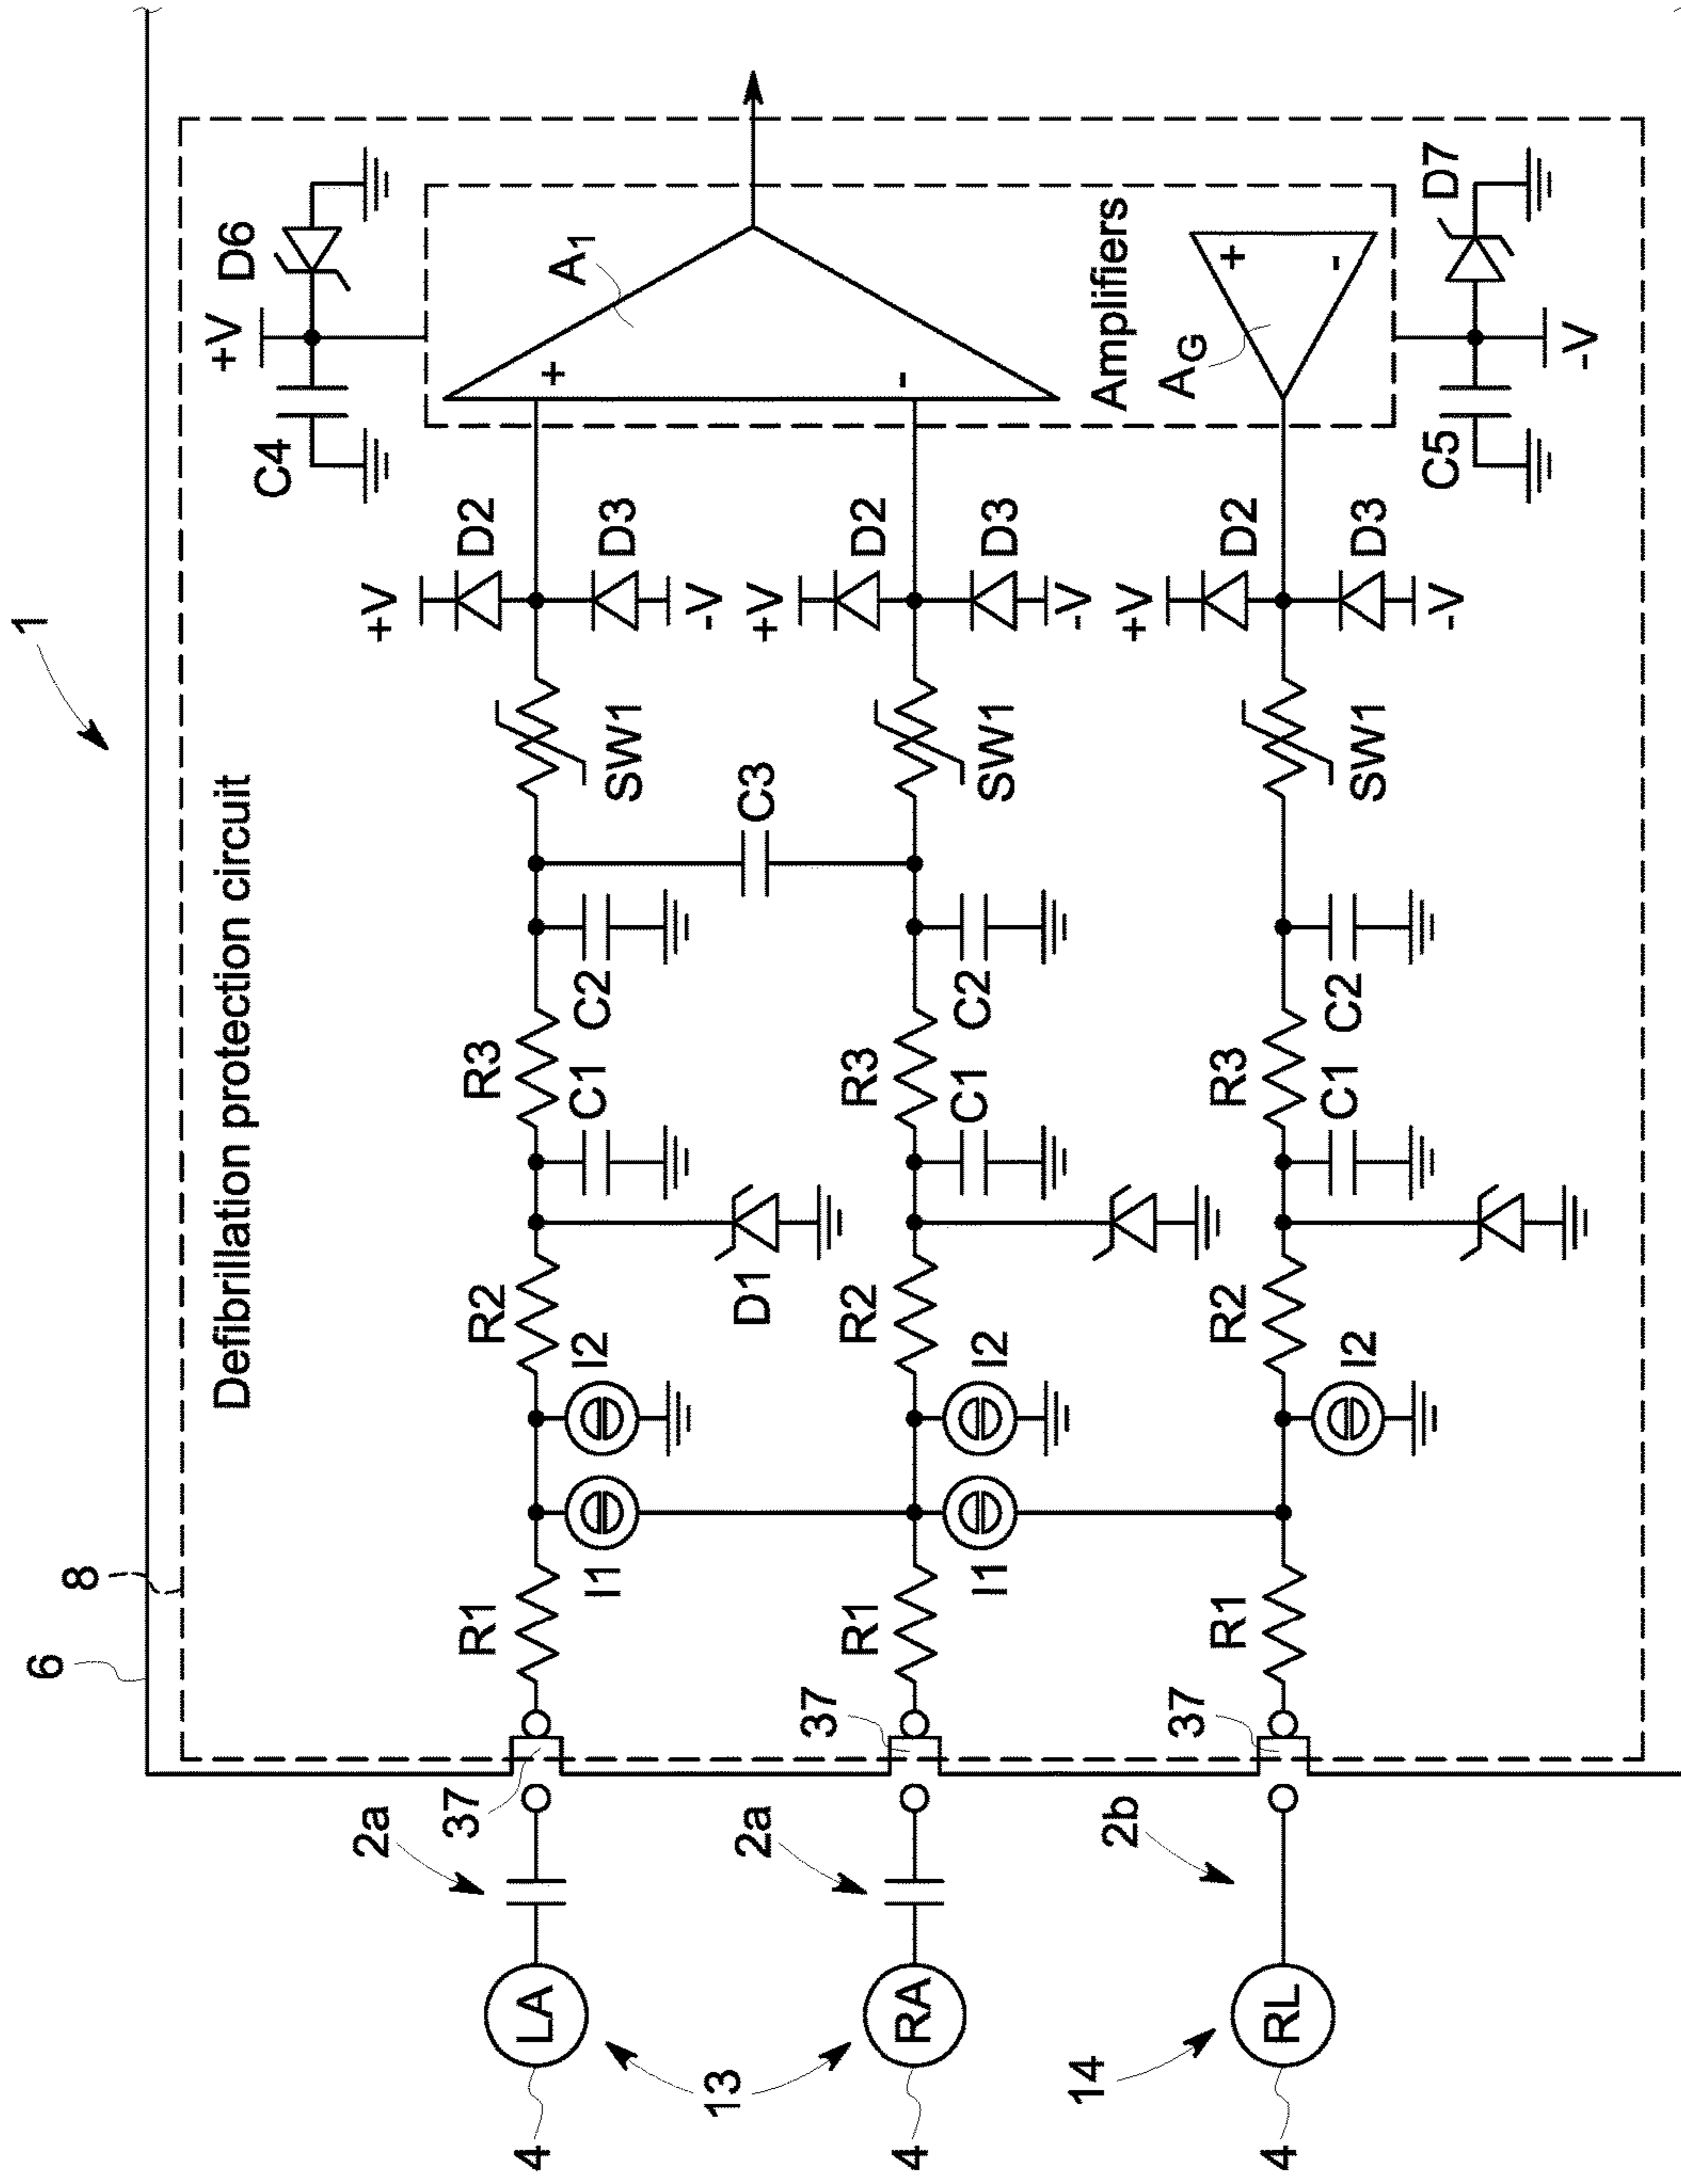 1
6
8
Defibrillation protection circuit
+V
C4
D6
R1
I1
I2
R2
D1
R3
C1
C2
C3
SW1
+V
D2
D3
-V
+
-
A1
2a
37
LA
4
13
R1
I1
I2
R2
R3
C1
C2
SW1
+V
D2
D3
-V
Amplifiers
2a
37
RA
4
R1
I2
R2
R3
C1
C2
SW1
+V
D2
D3
-V
AG
+
-
2b
37
RL
4
14
C5
D7
-V